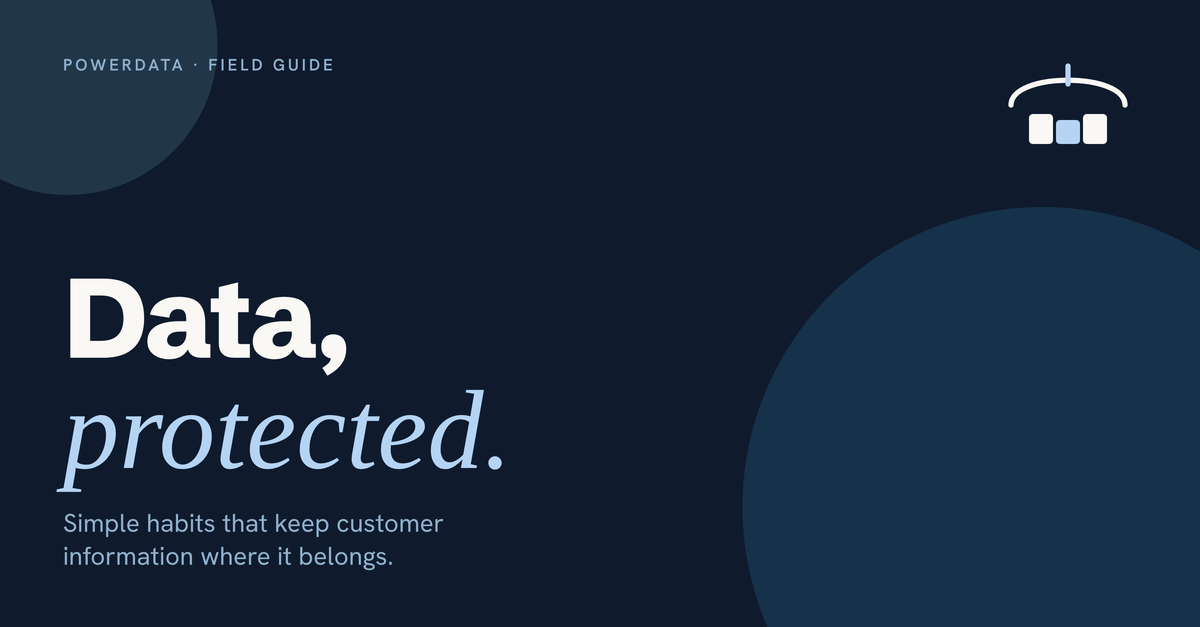 POWERDATA · FIELD GUIDE
Data,
protected.
Simple habits that keep customer
information where it belongs.